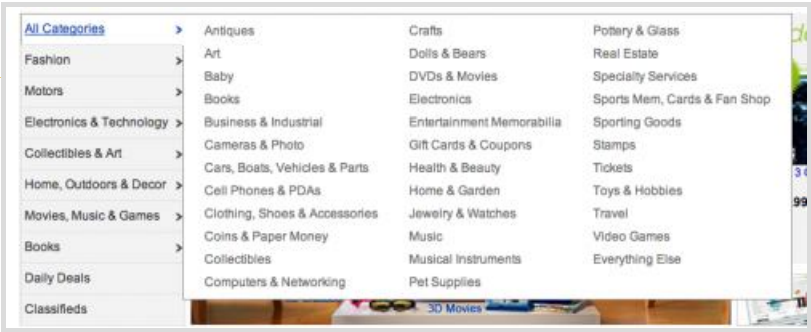 All Categories
Fashion
Motors
Electronics & Technology
Collectibles & Art
Home, Outdoors & Decor
Movies, Music & Games
Books
Daily Deals
Classifieds
Antiques
Art
Baby
Books
Business & Industrial
Cameras & Photo
Cars, Boats, Vehicles & Parts
Cell Phones & PDAs
Clothing, Shoes & Accessories
Coins & Paper Money
Collectibles
Computers & Networking
Crafts
Dolls & Bears
DVDs & Movies
Electronics
Entertainment Memorabilia
Gift Cards & Coupons
Health & Beauty
Home & Garden
Jewelry & Watches
Music
Musical Instruments
Pet Supplies
Pottery & Glass
Real Estate
Specialty Services
Sports Mem, Cards & Fan Shop
Sporting Goods
Stamps
Tickets
Toys & Hobbies
Travel
Video Games
Everything Else
3D Movies